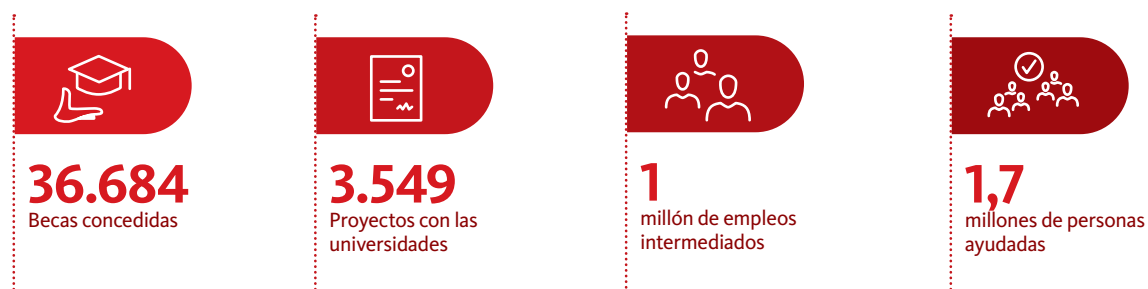 36.684
Becas concedidas
3.549
Proyectos con las
universidades
1
millón de empleos
intermediados
1,7
millones de personas
ayudadas